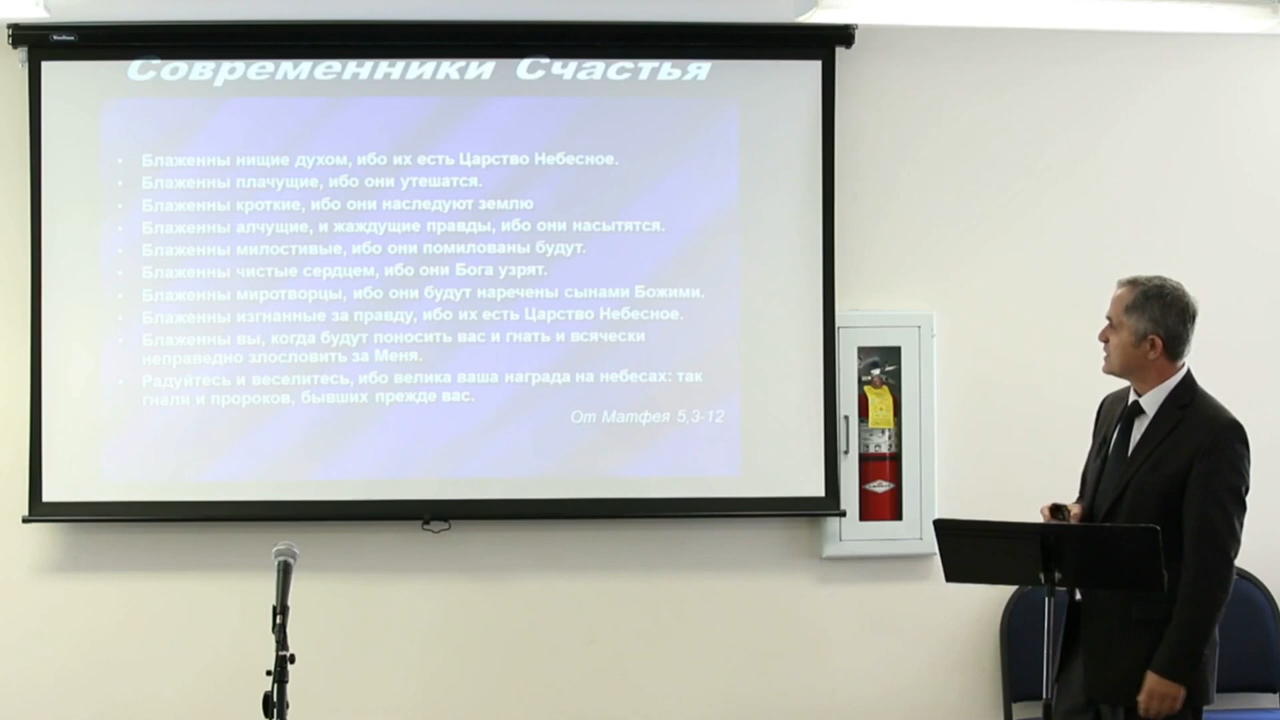 Современники Счастья
• Блаженны нищие духом, ибо их есть Царство Небесное.
• Блаженны плачущие, ибо они утешатся.
• Блаженны кроткие, ибо они наследуют землю
• Блаженны алчущие, и жаждущие правды, ибо они насытятся.
• Блаженны милостивые, ибо они помилованы будут.
• Блаженны чистые сердцем, ибо они Бога узрят.
• Блаженны миротворцы, ибо они будут наречены сынами Божими.
• Блаженны изгнанные за правду, ибо их есть Царство Небесное.
• Блаженны вы, когда будут поносить вас и гнать и всячески
неправедно злословить за Меня.
• Радуйтесь и веселитесь, ибо велика ваша награда на небесах: так
гнали и пророков, бывших прежде вас.
От Матфея 5,3-12